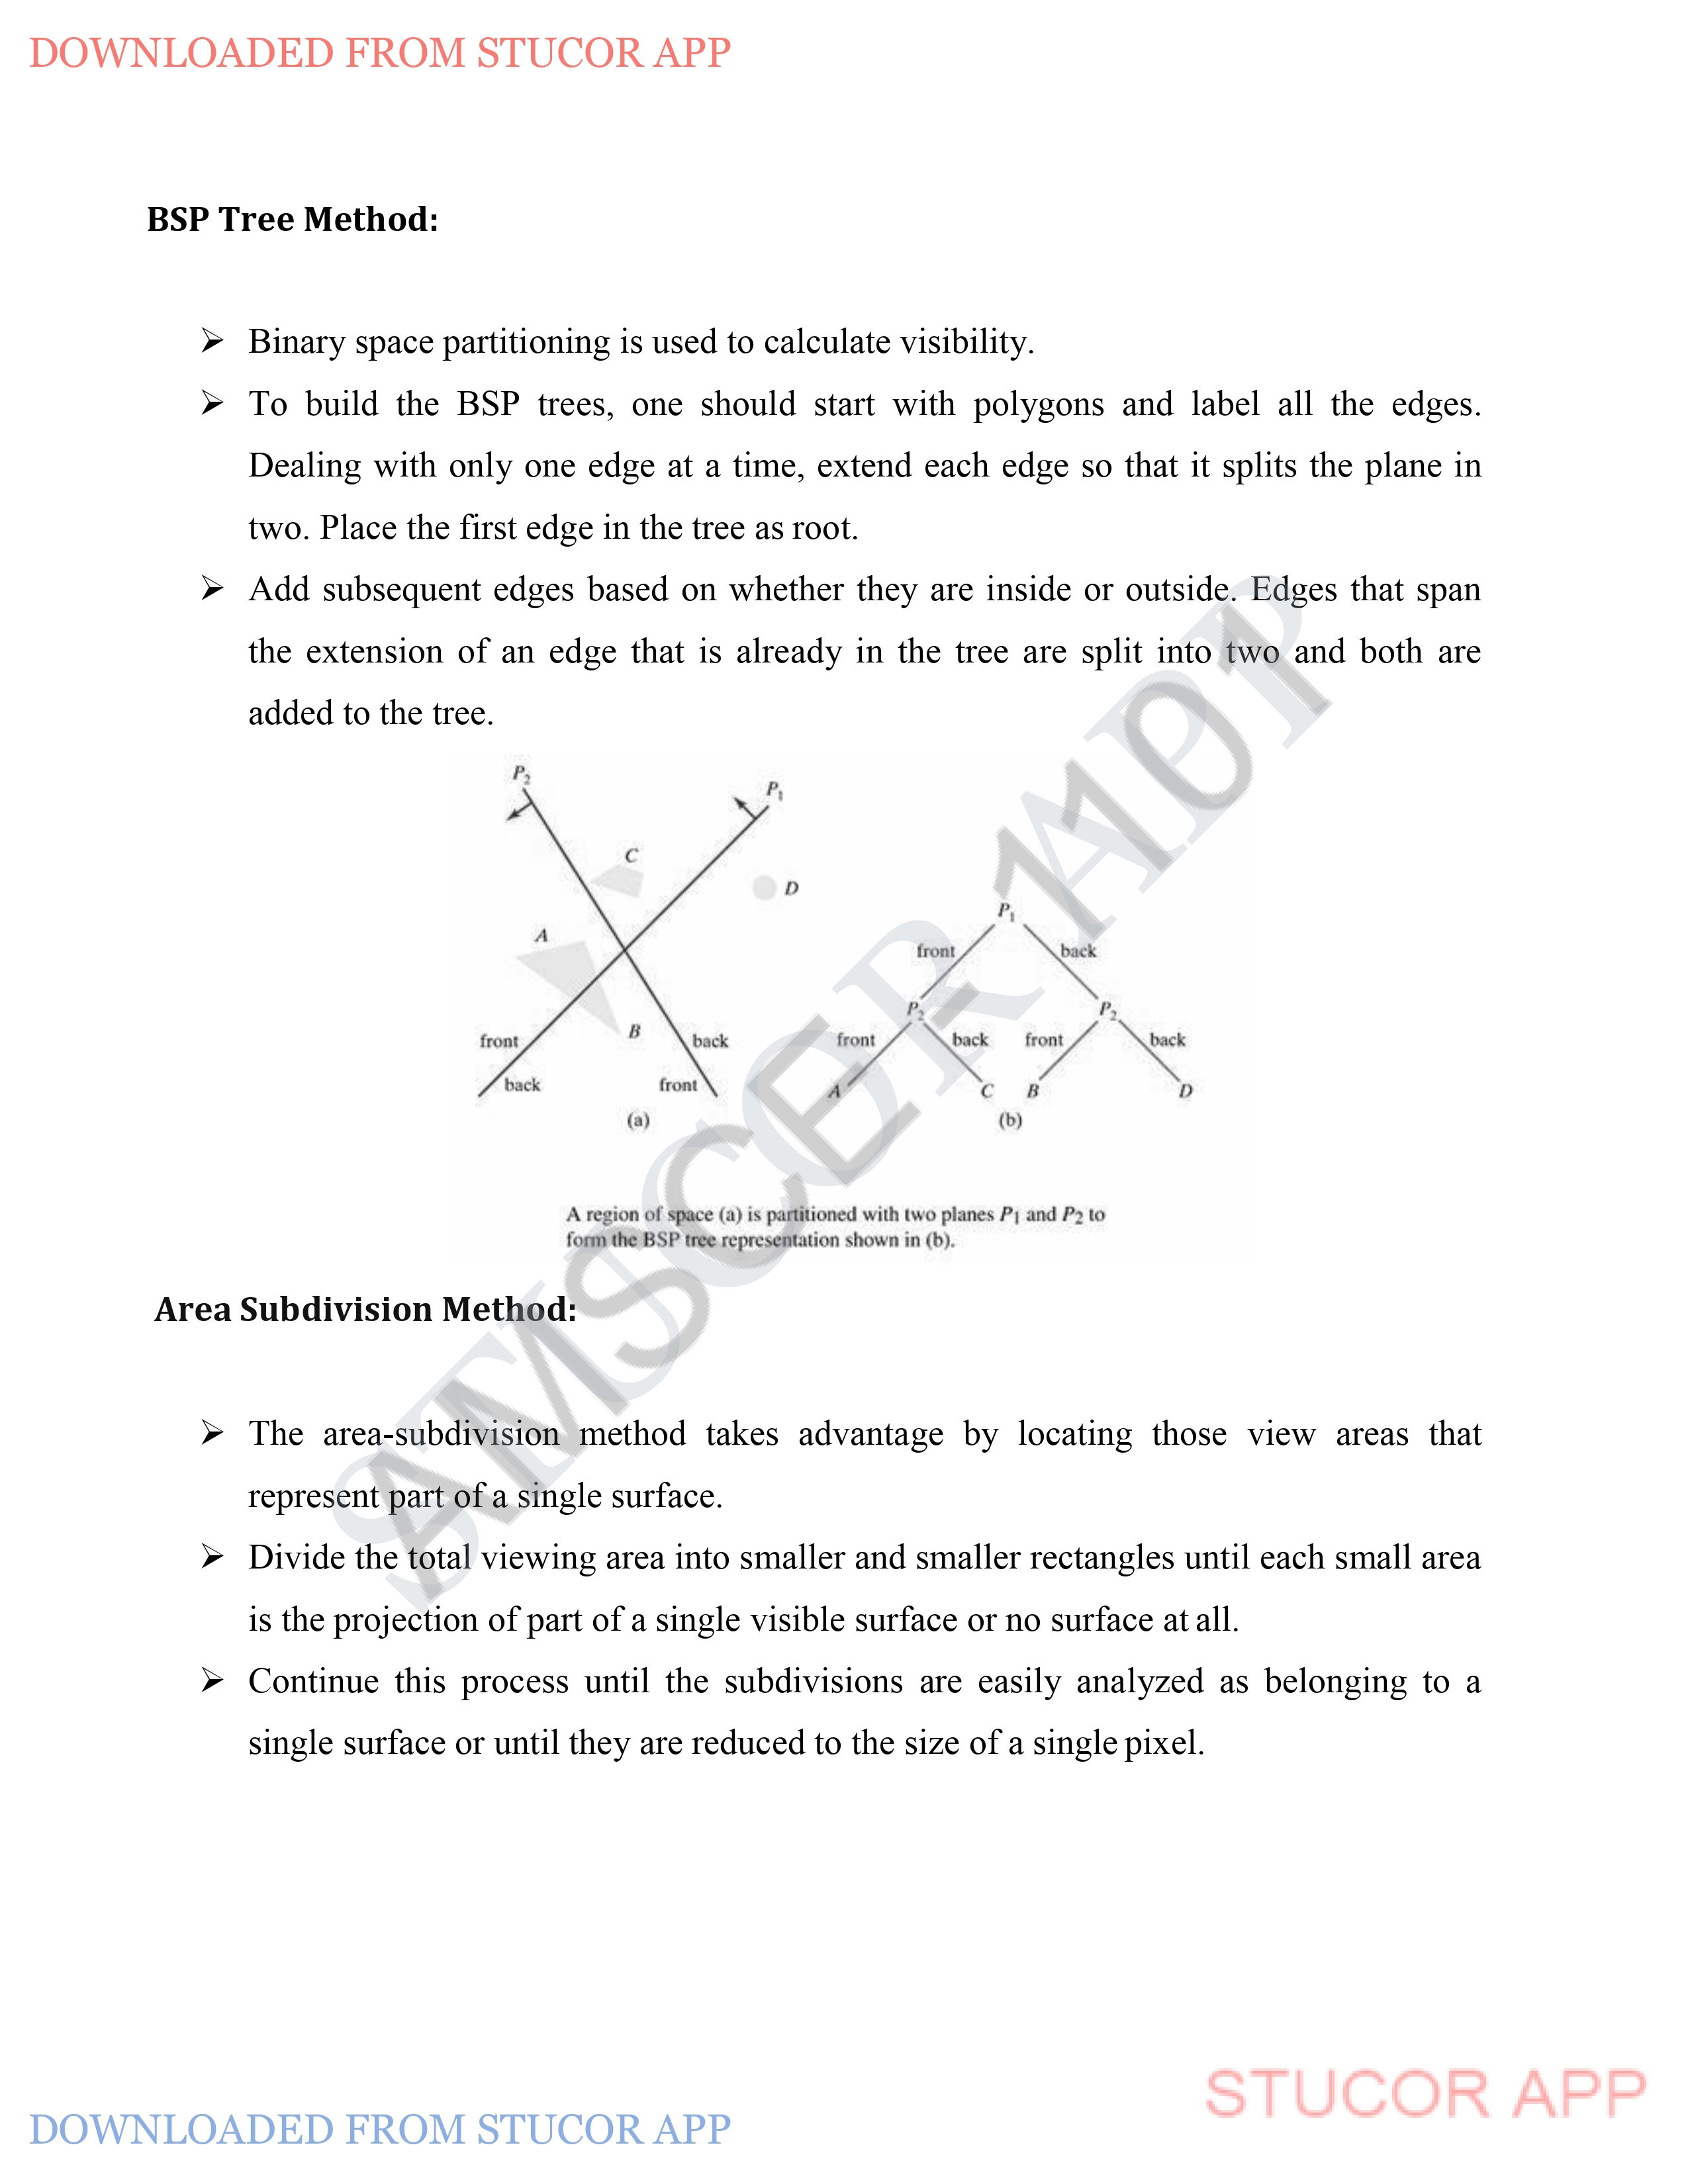 DOWNLOADED FROM STUCOR APP
BSP Tree Method:
➢ Binary space partitioning is used to calculate visibility.
➢ To build the BSP trees, one should start with polygons and label all the edges.
Dealing with only one edge at a time, extend each edge so that it splits the plane in
two. Place the first edge in the tree as root.
➢ Add subsequent edges based on whether they are inside or outside. Edges that span
the extension of an edge that is already in the tree are split into two and both are
added to the tree.
P2
P1
C
D
A
B
front
back
back
front
(a)
P1
front
back
P2
P2
front
back
front
back
A
C
B
D
(b)
A region of space (a) is partitioned with two planes P1 and P2 to
form the BSP tree representation shown in (b).
Area Subdivision Method:
➢ The area-subdivision method takes advantage by locating those view areas that
represent part of a single surface.
➢ Divide the total viewing area into smaller and smaller rectangles until each small area
is the projection of part of a single visible surface or no surface at all.
➢ Continue this process until the subdivisions are easily analyzed as belonging to a
single surface or until they are reduced to the size of a single pixel.
AMSCE-1101
STUCOR APP
STUCOR APP
DOWNLOADED FROM STUCOR APP